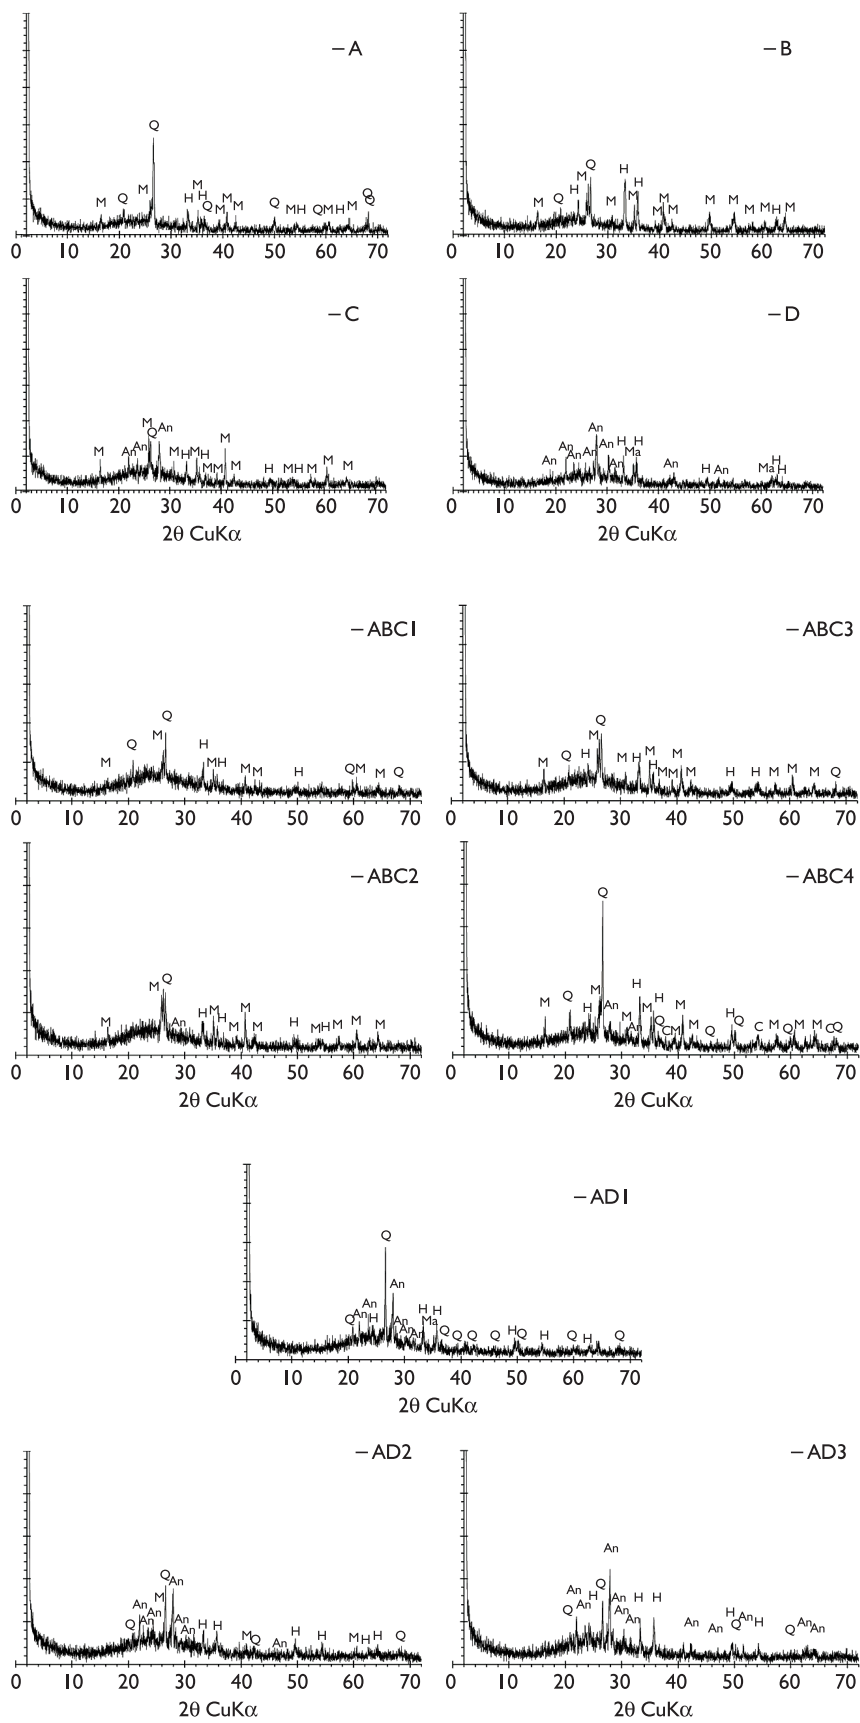 – A
Q
M Q M M H M H Q M M M Q M H Q M H M Q Q
0 10 20 30 40 50 60 70
– B
M Q H M Q M H M H M M M M M M M M
0 10 20 30 40 50 60 70
– C
M An An M Q An M H M H M M M M H M H M M M
0 10 20 30 40 50 60 70
2θ CuKα
– D
An An An An An An An H Ma H An H An Ma H H
0 10 20 30 40 50 60 70
2θ CuKα
– ABC1
M Q M Q H M H M M H Q M M Q
0 10 20 30 40 50 60 70
– ABC3
M Q H M Q M H M H M M M M H H M M M Q
0 10 20 30 40 50 60 70
– ABC2
M M Q An H M H M M M H M H M M M
0 10 20 30 40 50 60 70
2θ CuKα
– ABC4
M Q H M Q An M An H M H Q C M M M Q H Q C M Q M M C Q
0 10 20 30 40 50 60 70
2θ CuKα
– AD1
Q An An H Q An An An An H Ma H Q Q Q Q H Q H Q H Q
0 10 20 30 40 50 60 70
2θ CuKα
– AD2
Q An An An M Q An An An H H M Q An H H M H H Q
0 10 20 30 40 50 60 70
2θ CuKα
– AD3
Q An An H Q An An An An H H An An H Q An H Q An An
0 10 20 30 40 50 60 70
2θ CuKα